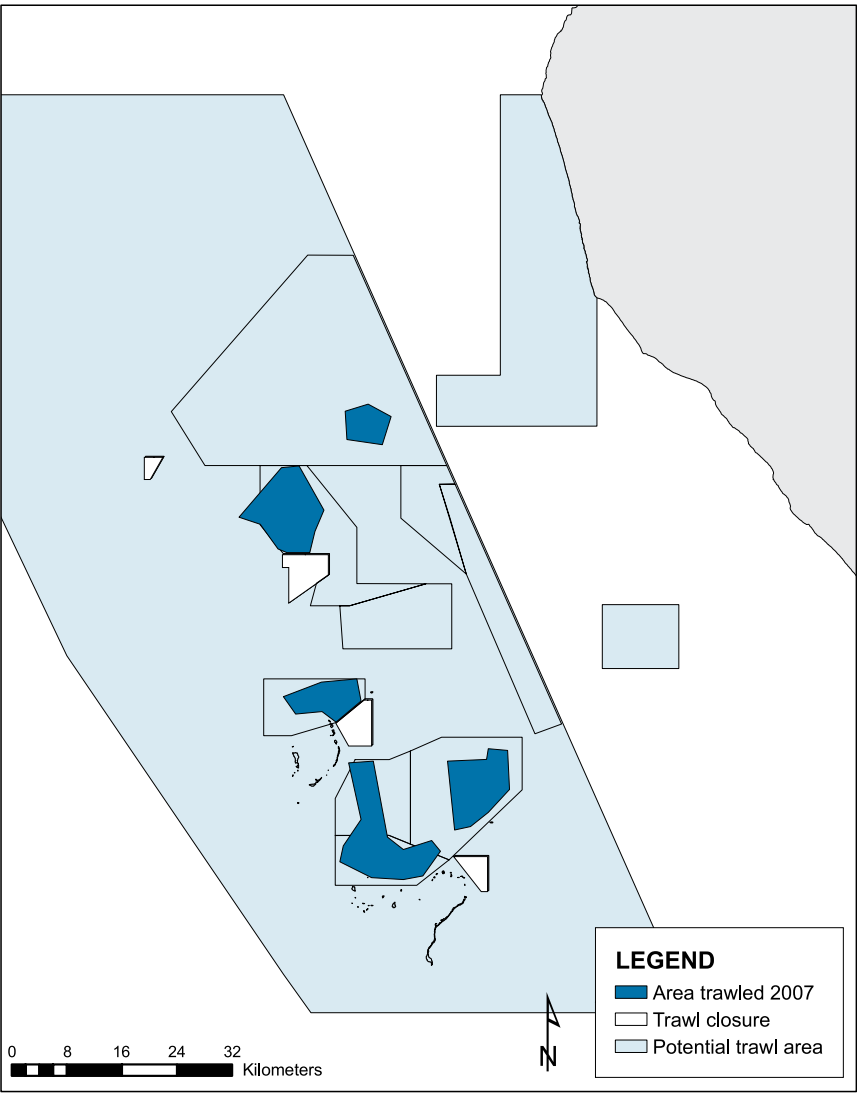 LEGEND
Area trawled 2007
Trawl closure
Potential trawl area
N
0 8 16 24 32
Kilometers